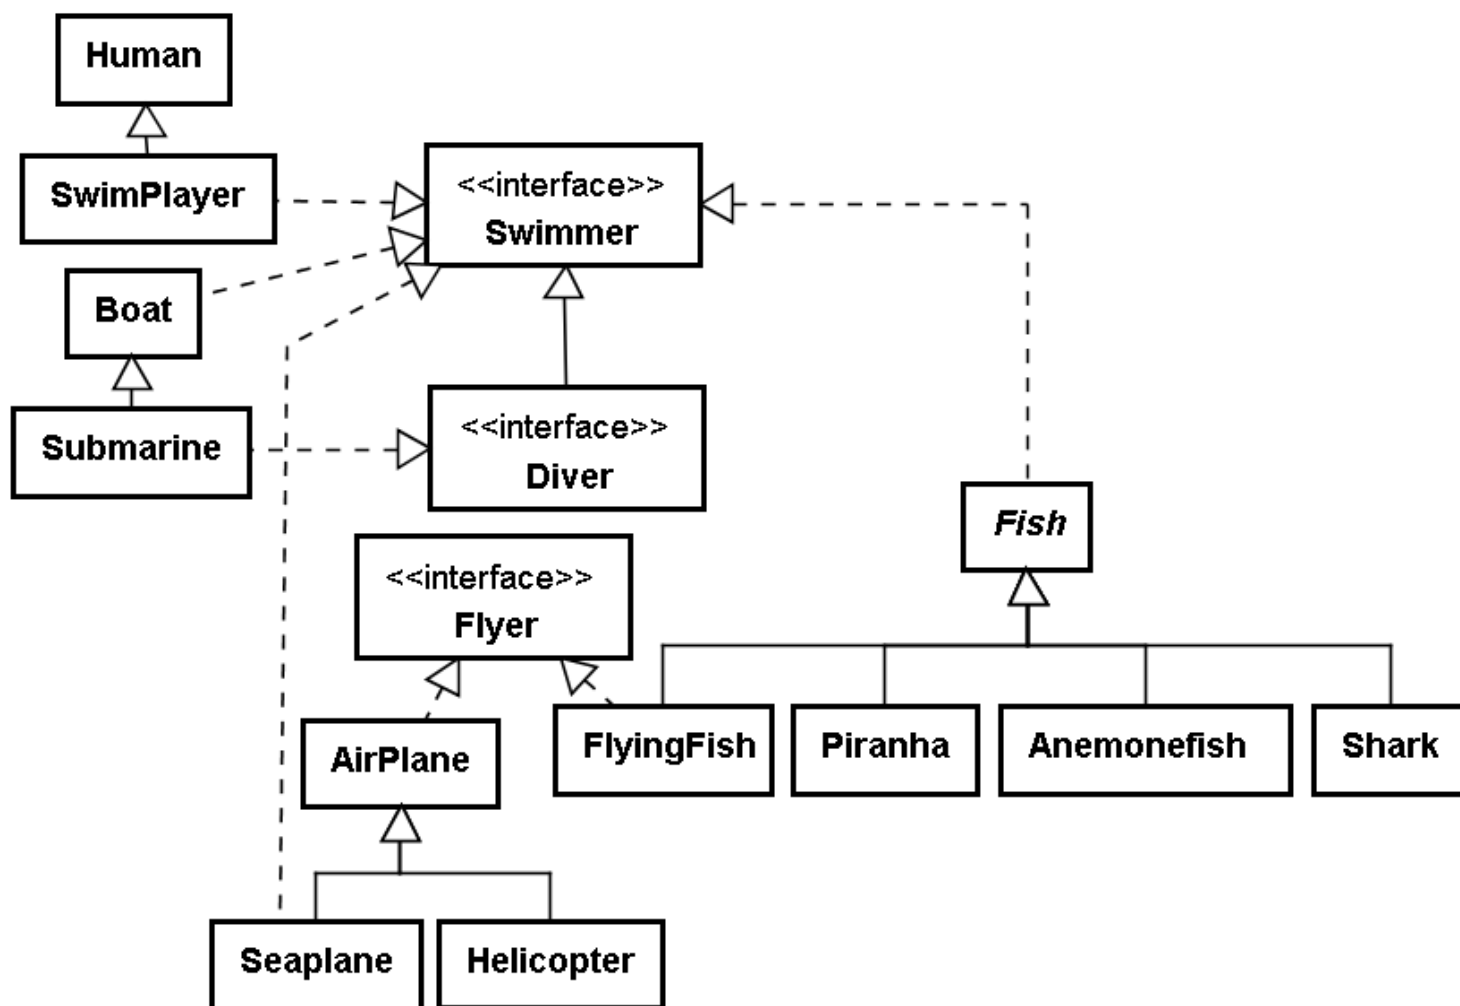 Human
SwimPlayer
<<interface>>
Swimmer
Boat
Submarine
<<interface>>
Diver
Fish
<<interface>>
Flyer
AirPlane
FlyingFish
Piranha
Anemonefish
Shark
Seaplane
Helicopter